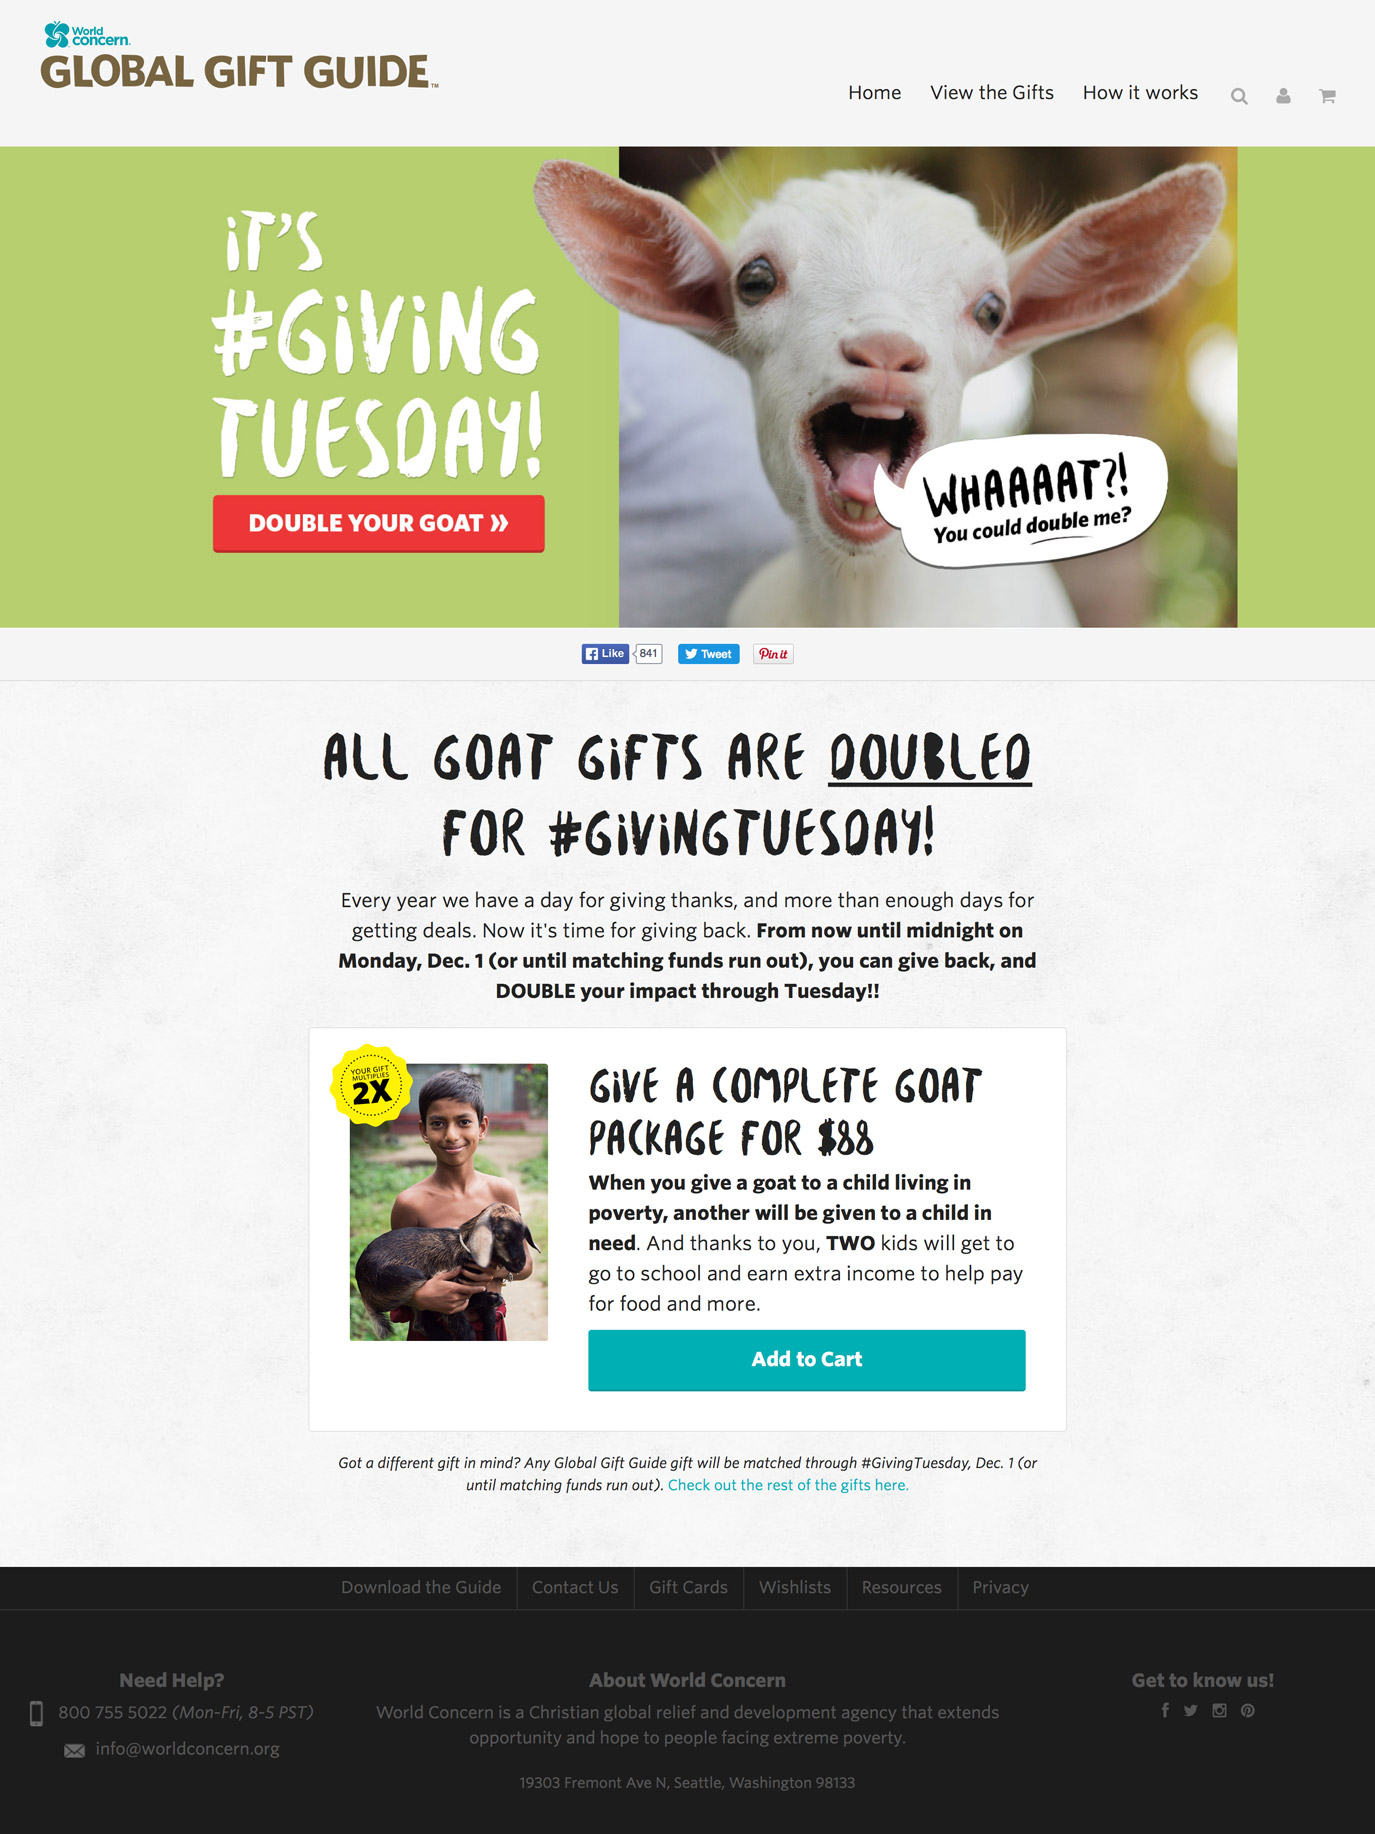 World
concern.
GLOBAL GIFT GUIDE™
Home View the Gifts How it works
IT'S
#GIVING
TUESDAY!
DOUBLE YOUR GOAT »
WHAAAAT?!
You could double me?
Like 841 Tweet Pin it
ALL GOAT GIFTS ARE DOUBLED
FOR #GIVINGTUESDAY!
Every year we have a day for giving thanks, and more than enough days for
getting deals. Now it's time for giving back. From now until midnight on
Monday, Dec. 1 (or until matching funds run out), you can give back, and
DOUBLE your impact through Tuesday!!
YOUR GIFT
MULTIPLIES
2X
GIVE A COMPLETE GOAT
PACKAGE FOR $88
When you give a goat to a child living in
poverty, another will be given to a child in
need. And thanks to you, TWO kids will get to
go to school and earn extra income to help pay
for food and more.
Add to Cart
Got a different gift in mind? Any Global Gift Guide gift will be matched through #GivingTuesday, Dec. 1 (or
until matching funds run out). Check out the rest of the gifts here.
Download the Guide Contact Us Gift Cards Wishlists Resources Privacy
Need Help?
800 755 5022 (Mon-Fri, 8-5 PST)
info@worldconcern.org
About World Concern
World Concern is a Christian global relief and development agency that extends
opportunity and hope to people facing extreme poverty.
19303 Fremont Ave N, Seattle, Washington 98133
Get to know us!